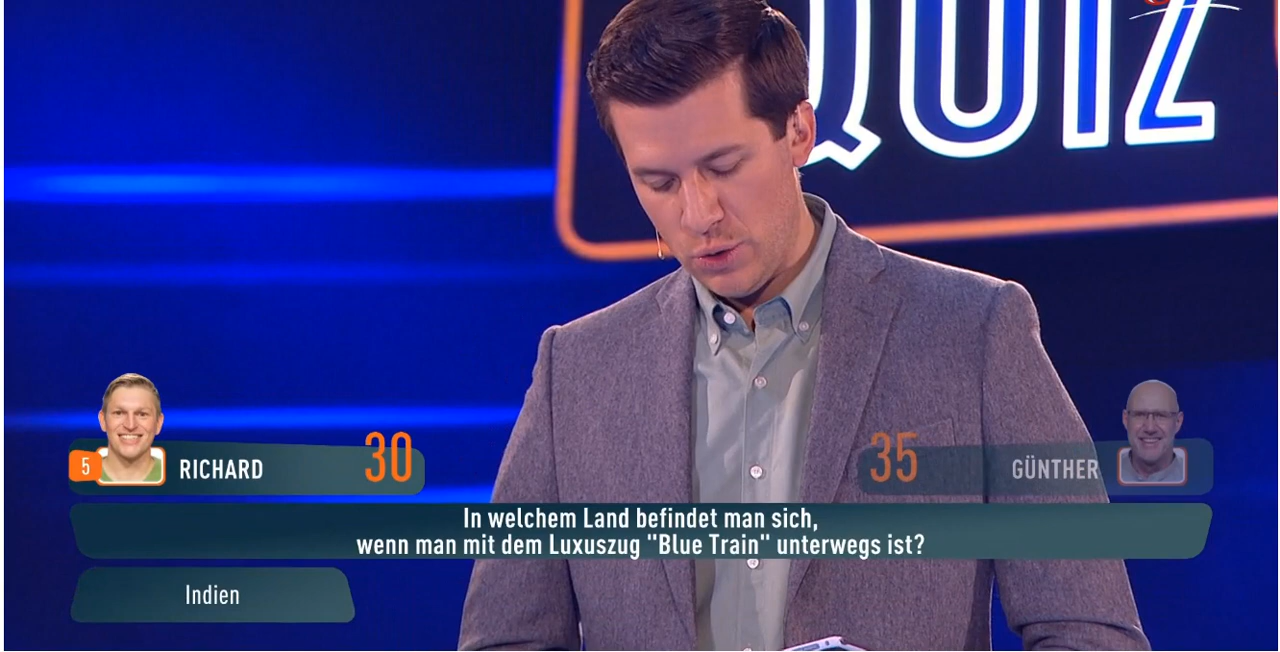 QUIZ
5
RICHARD
30
35
GÜNTHER
In welchem Land befindet man sich,
wenn man mit dem Luxuszug "Blue Train" unterwegs ist?
Indien